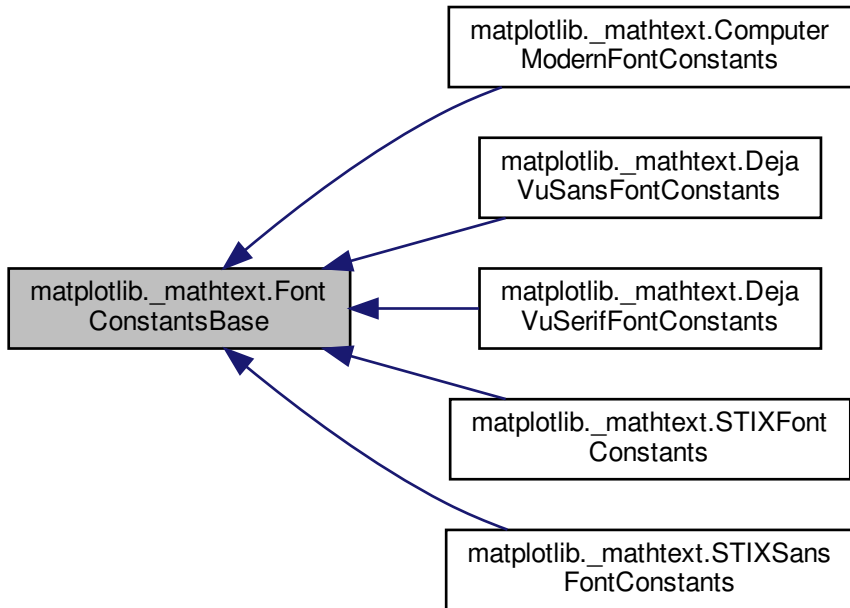 matplotlib._mathtext.Computer
ModernFontConstants
matplotlib._mathtext.Deja
VuSansFontConstants
matplotlib._mathtext.Font
ConstantsBase
matplotlib._mathtext.Deja
VuSerifFontConstants
matplotlib._mathtext.STIXFont
Constants
matplotlib._mathtext.STIXSans
FontConstants